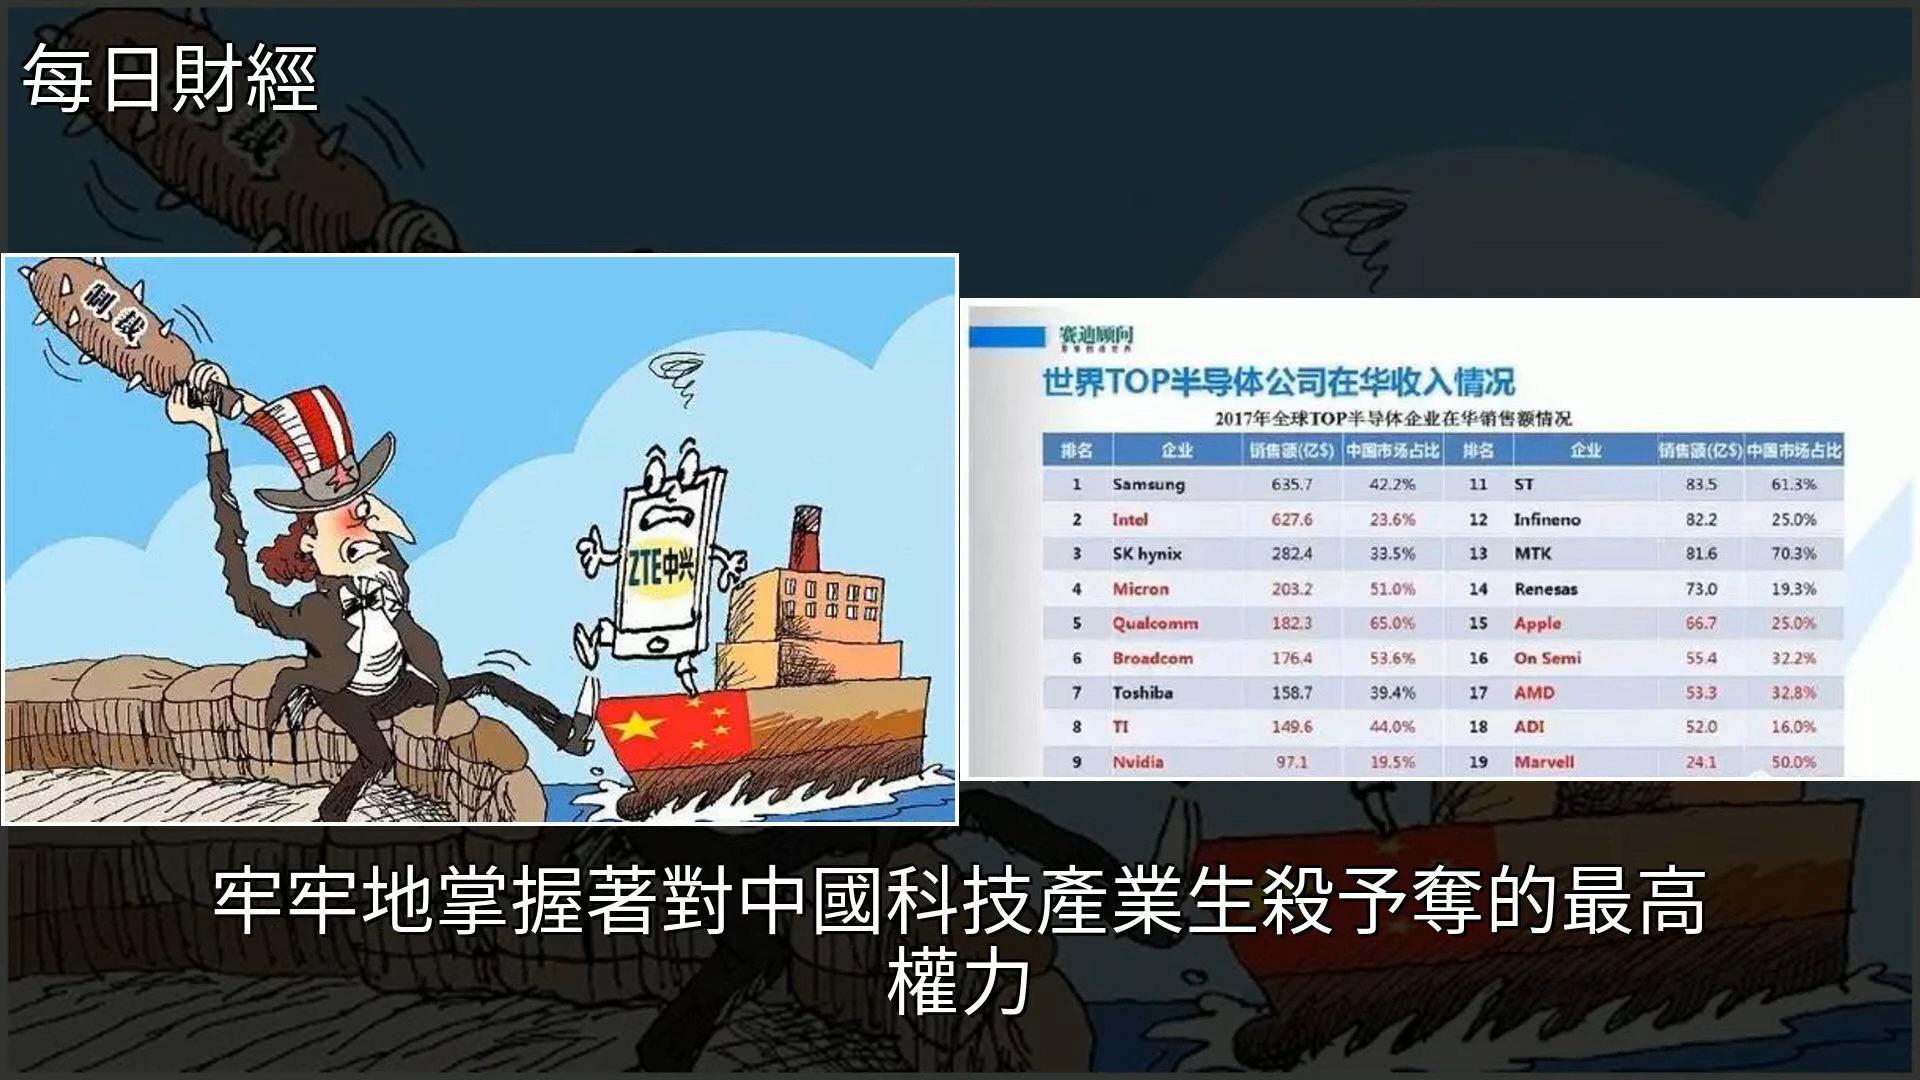 每日財經
制裁
制裁
ZTE中兴
赛迪顾问
世界TOP半导体公司在华收入情况
2017年全球TOP半导体企业在华销售额情况
排名 企业 销售额(亿$) 中国市场占比 排名 企业 销售额(亿$) 中国市场占比
1 Samsung 635.7 42.2% 11 ST 83.5 61.3%
2 Intel 627.6 23.6% 12 Infineno 82.2 25.0%
3 SK hynix 282.4 33.5% 13 MTK 81.6 70.3%
4 Micron 203.2 51.0% 14 Renesas 73.0 19.3%
5 Qualcomm 182.3 65.0% 15 Apple 66.7 25.0%
6 Broadcom 176.4 53.6% 16 On Semi 55.4 32.2%
7 Toshiba 158.7 39.4% 17 AMD 53.3 32.8%
8 TI 149.6 44.0% 18 ADI 52.0 16.0%
9 Nvidia 97.1 19.5% 19 Marvell 24.1 50.0%
牢牢地掌握著對中國科技產業生殺予奪的最高
權力